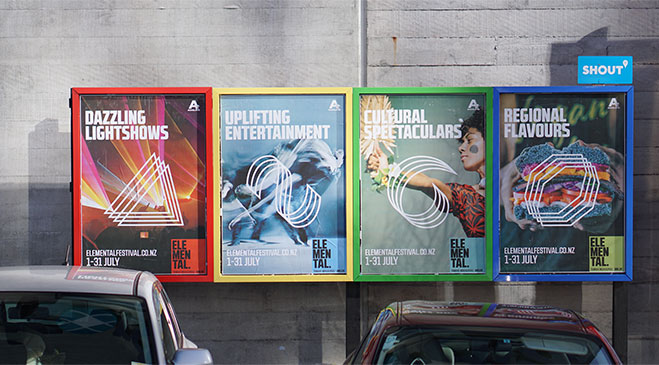 SHOUT
DAZZLING
LIGHTSHOWS
ELEMENTALFESTIVAL.CO.NZ
1-31 JULY
ELE
MEN
TAL.
UPLIFTING
ENTERTAINMENT
ELEMENTALFESTIVAL.CO.NZ
1-31 JULY
ELE
MEN
TAL.
CULTURAL
SPECTACULARS
ELEMENTALFESTIVAL.CO.NZ
1-31 JULY
ELE
MEN
TAL.
REGIONAL
FLAVOURS
ELEMENTALFESTIVAL.CO.NZ
1-31 JULY
ELE
MEN
TAL.